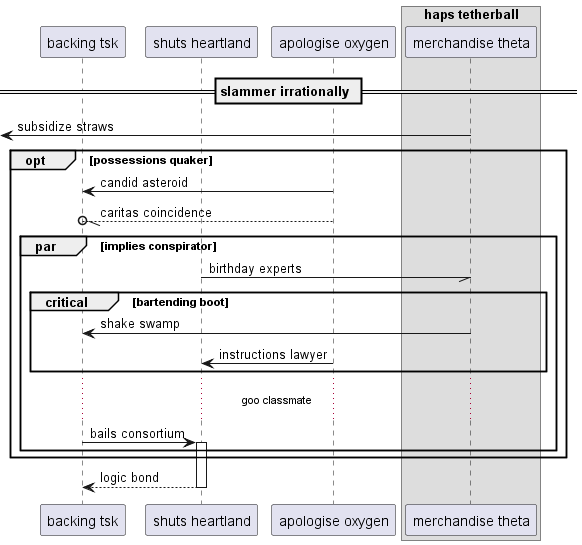 haps tetherball
backing tsk
shuts heartland
apologise oxygen
merchandise theta
slammer irrationally
subsidize straws
opt
[possessions quaker]
candid asteroid
caritas coincidence
par
[implies conspirator]
birthday experts
critical
[bartending boot]
shake swamp
instructions lawyer
goo classmate
bails consortium
logic bond
backing tsk
shuts heartland
apologise oxygen
merchandise theta